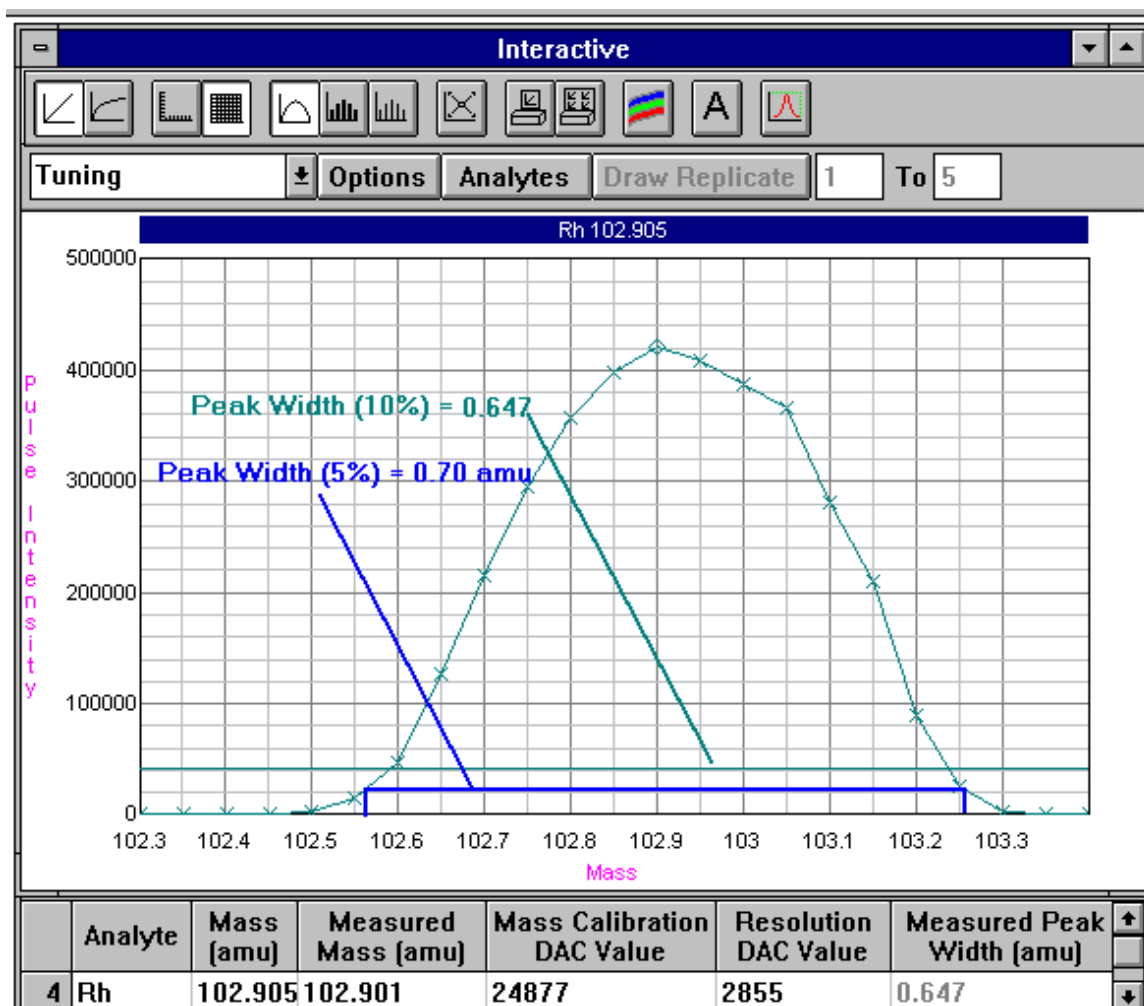 Interactive
A
Tuning Options Analytes Draw Replicate 1 To 5
Rh 102.905
500000
400000
300000
200000
100000
0
Pulse Intensity
Peak Width (10%) = 0.647
Peak Width (5%) = 0.70 amu
102.3 102.4 102.5 102.6 102.7 102.8 102.9 103 103.1 103.2 103.3
Mass
Analyte Mass (amu) Measured Mass (amu) Mass Calibration DAC Value Resolution DAC Value Measured Peak Width (amu)
4 Rh 102.905 102.901 24877 2855 0.647